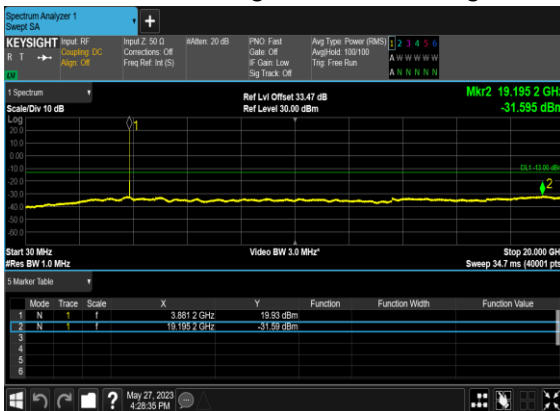 Spectrum Analyzer 1
Swept SA
KEYSIGHT
R T
LV
Input: RF
Coupling: DC
Align: Off
Input Z: 50 Ω
Corrections: Off
Freq Ref: Int (S)
#Atten: 20 dB
PNO: Fast
Gate: Off
IF Gain: Low
Sig Track: Off
Avg Type: Power (RMS)
Avg|Hold: 100/100
Trig: Free Run
1 2 3 4 5 6
A W W W W W
A N N N N N
1 Spectrum
Scale/Div 10 dB
Ref Lvl Offset 33.47 dB
Ref Level 30.00 dBm
Mkr2 19.195 2 GHz
-31.595 dBm
Log
20.0
10.0
0.00
-10.0
-20.0
-30.0
-40.0
-50.0
-60.0
1
DL1 -13.00 dBm
2
Start 30 MHz
#Res BW 1.0 MHz
Video BW 3.0 MHz*
Stop 20.000 GH
Sweep 34.7 ms (40001 pts
5 Marker Table
Mode Trace Scale X Y Function Function Width Function Value
1 N 1 f 3.881 2 GHz 19.93 dBm
2 N 1 f 19.195 2 GHz -31.59 dBm
3
4
5
6
?
May 27, 2023
4:28:35 PM